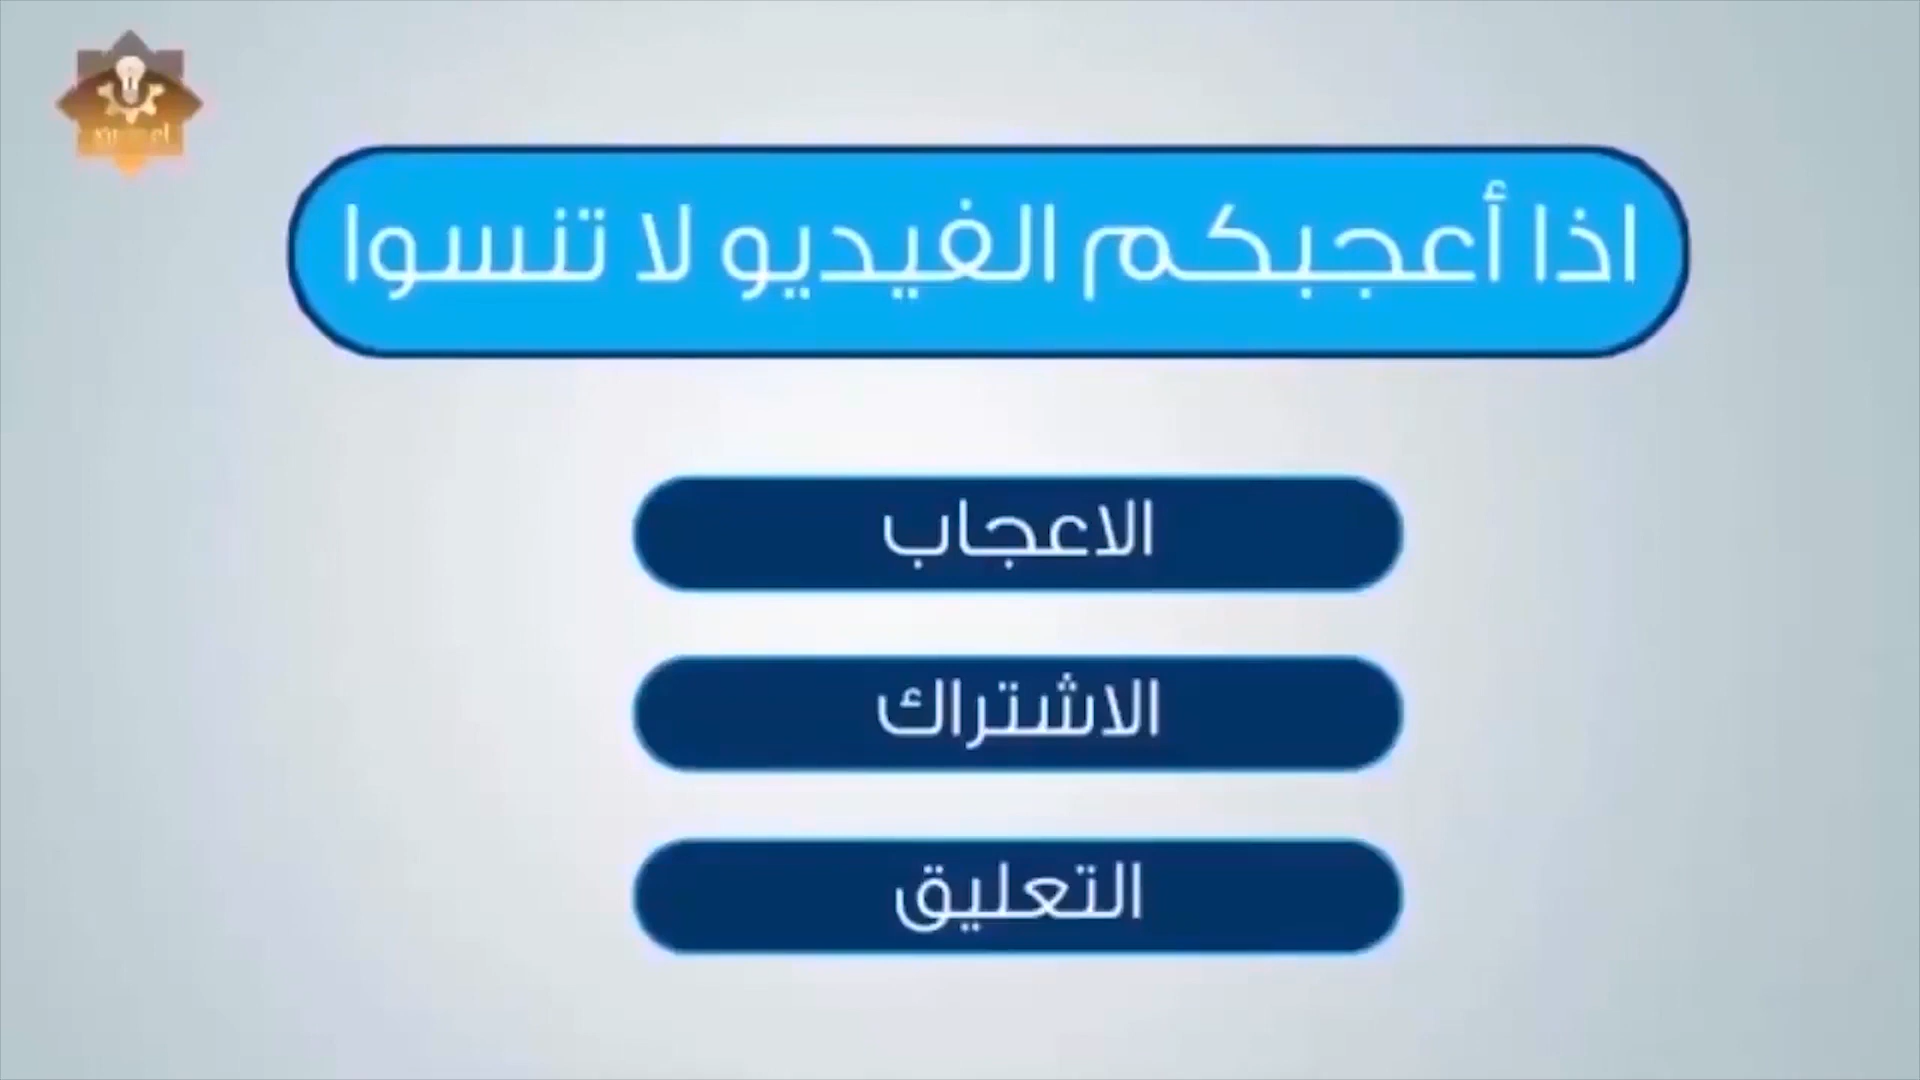 اذا أعجبكم الفيديو لا تنسوا
الاعجاب
الاشتراك
التعليق